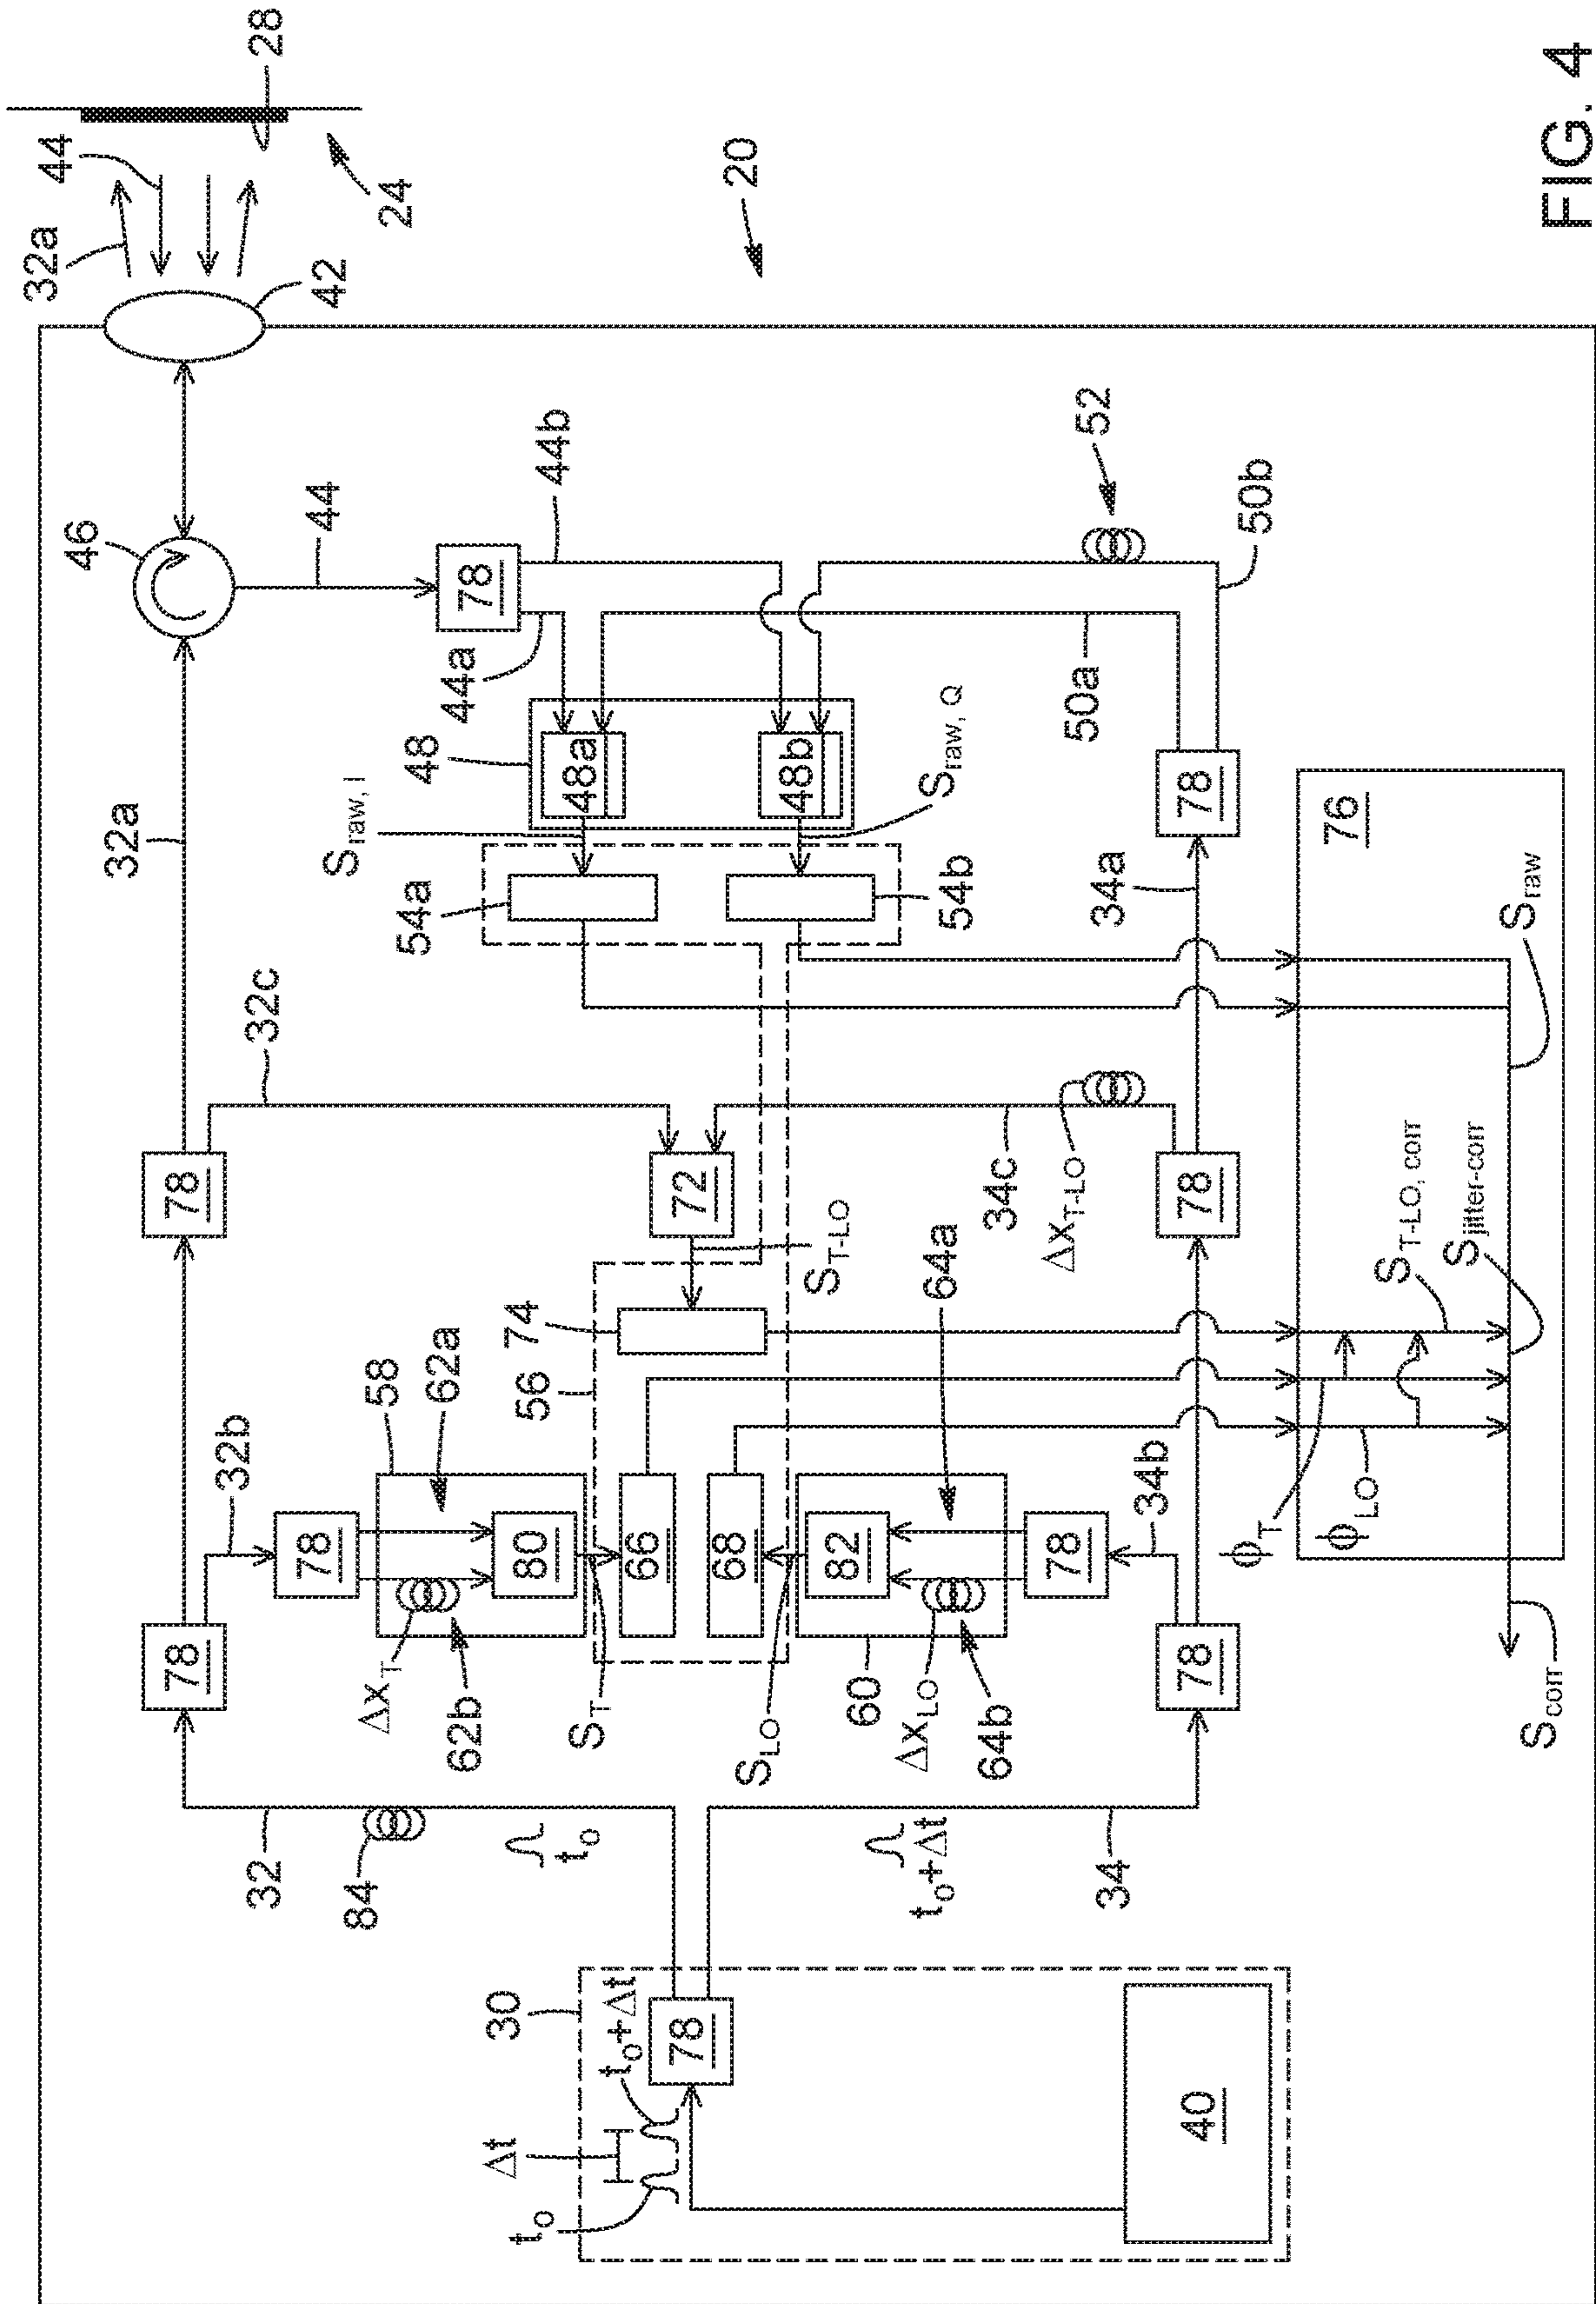 28
44
32a
24
42
20
46
44
44b
52
50b
78
44a
48
48a
48b
S_raw, I
S_raw, Q
50a
78
32a
54a
54b
34a
76
S_raw
32c
78
72
S_T-LO
34c
Δx_T-LO
78
S_T-LO, corr
S_jitter-corr
74
56
58
62a
64a
32b
78
80
66
68
82
78
34b
ϕ_T
ϕ_LO
78
Δx_T
62b
S_T
S_LO
60
Δx_LO
64b
78
S_corr
32
84
t_o
t_o+Δt
34
30
t_o+Δt
78
Δt
t_o
40
FIG. 4